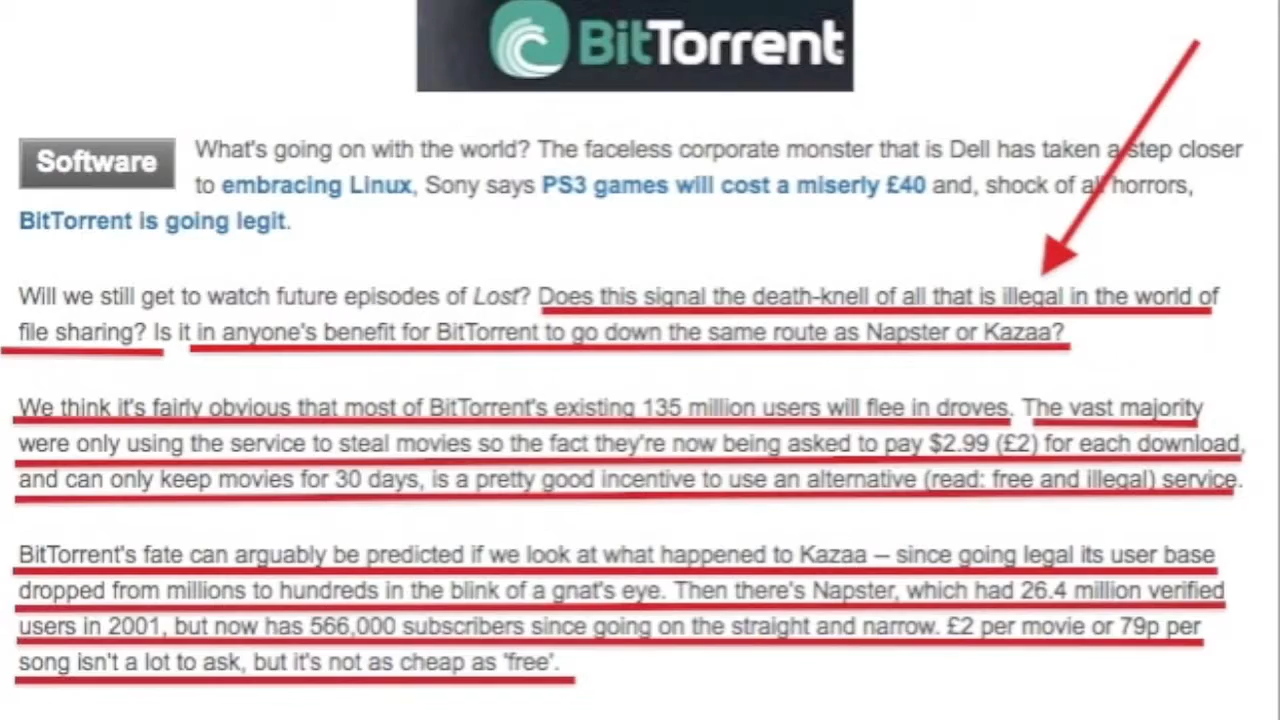 BitTorrent
Software
What's going on with the world? The faceless corporate monster that is Dell has taken a step closer
to embracing Linux, Sony says PS3 games will cost a miserly £40 and, shock of all horrors,
BitTorrent is going legit.
Will we still get to watch future episodes of Lost? Does this signal the death-knell of all that is illegal in the world of
file sharing? Is it in anyone's benefit for BitTorrent to go down the same route as Napster or Kazaa?
We think it's fairly obvious that most of BitTorrent's existing 135 million users will flee in droves. The vast majority
were only using the service to steal movies so the fact they're now being asked to pay $2.99 (£2) for each download,
and can only keep movies for 30 days, is a pretty good incentive to use an alternative (read: free and illegal) service.
BitTorrent's fate can arguably be predicted if we look at what happened to Kazaa – since going legal its user base
dropped from millions to hundreds in the blink of a gnat's eye. Then there's Napster, which had 26.4 million verified
users in 2001, but now has 566,000 subscribers since going on the straight and narrow. £2 per movie or 79p per
song isn't a lot to ask, but it's not as cheap as 'free'.